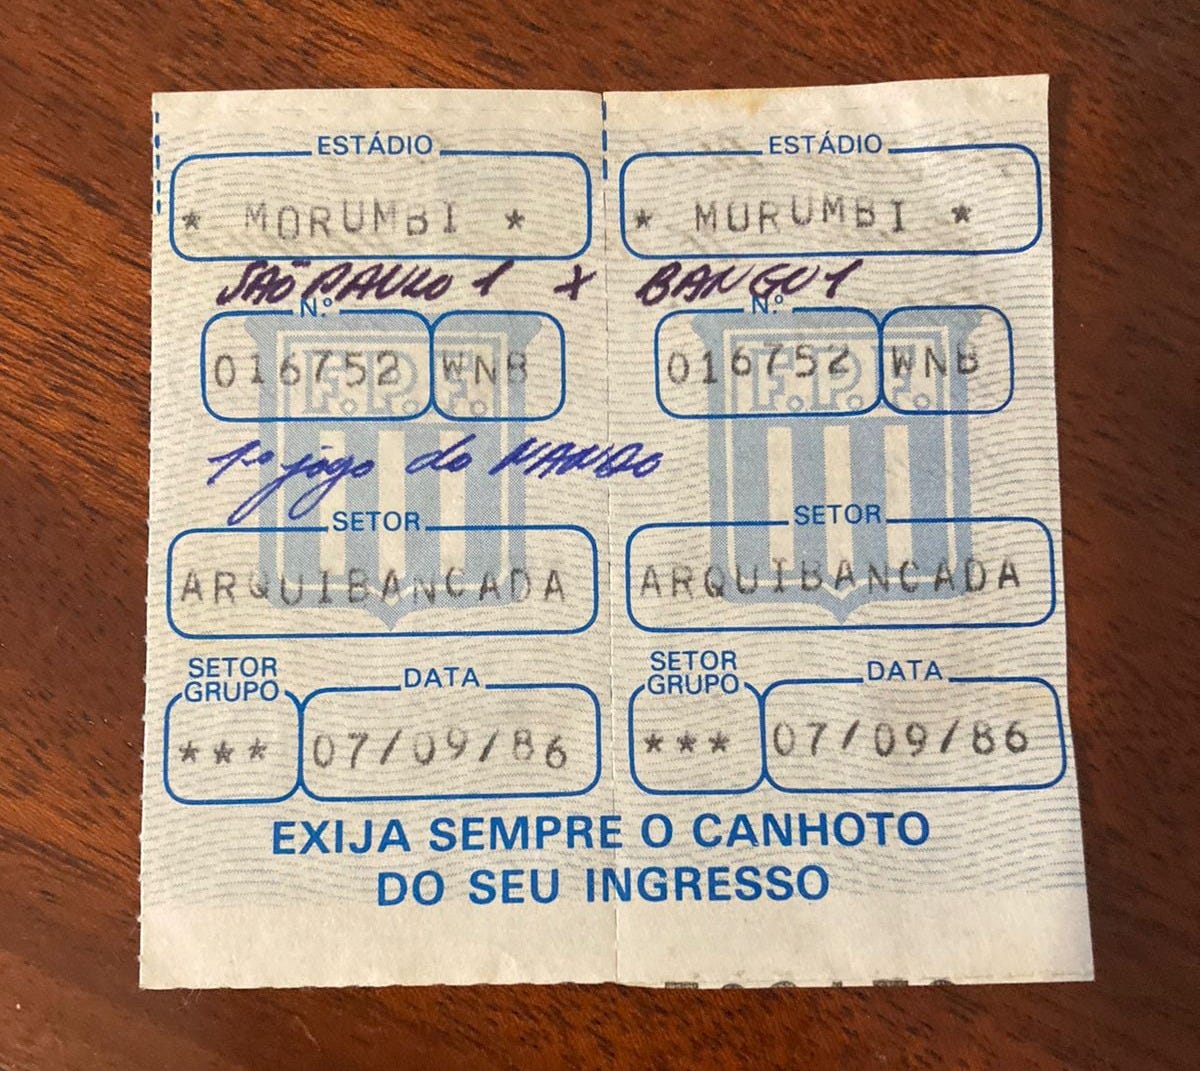 ESTÁDIO ESTÁDIO
* MORUMBI * * MORUMBI *
SÃO PAULO 1 x BANGU 1
N.º N.º
016752 WNB 016752 WNB
F.P.F. F.P.F.
1º jogo do NANDO
SETOR SETOR
ARQUIBANCADA ARQUIBANCADA
SETOR GRUPO DATA SETOR GRUPO DATA
*** 07/09/86 *** 07/09/86
EXIJA SEMPRE O CANHOTO
DO SEU INGRESSO